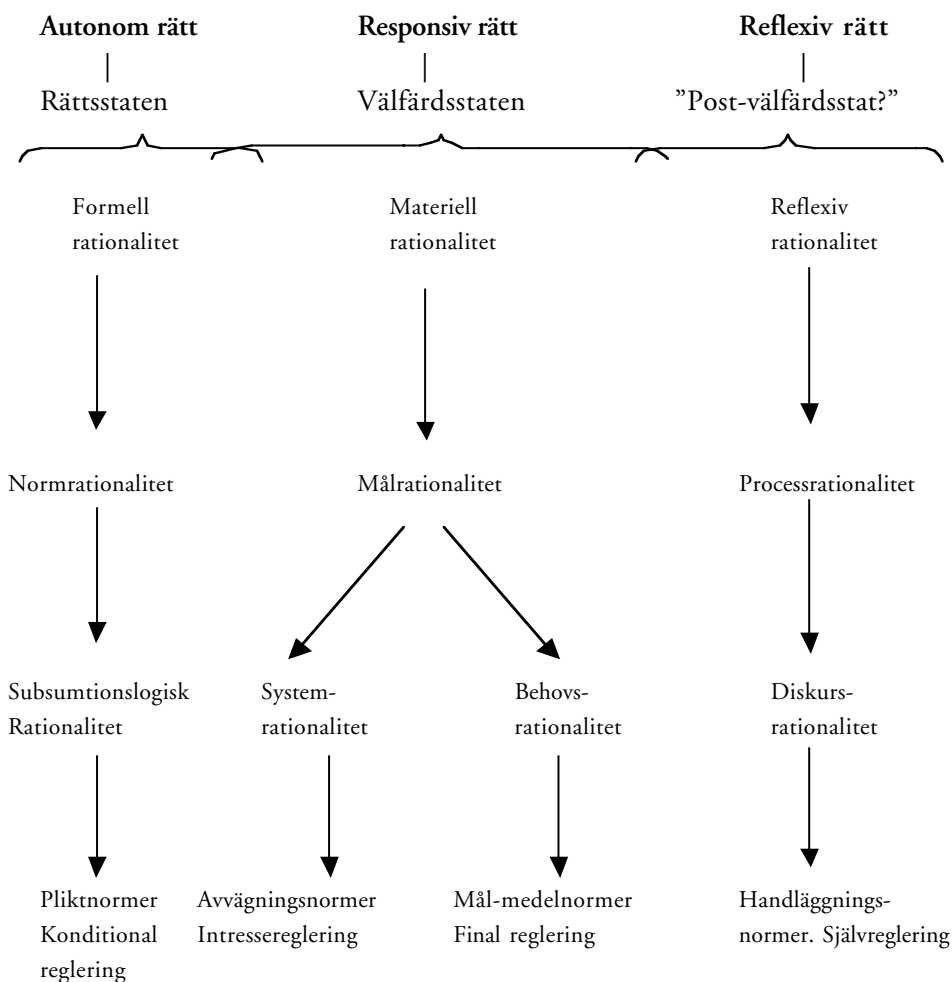 Autonom rätt
Responsiv rätt
Reflexiv rätt
Rättsstaten
Välfärdsstaten
”Post-välfärdsstat?”
Formell
rationalitet
Materiell
rationalitet
Reflexiv
rationalitet
Normrationalitet
Målrationalitet
Processrationalitet
Subsumtionslogisk
Rationalitet
System-
rationalitet
Behovs-
rationalitet
Diskurs-
rationalitet
Pliktnormer
Konditional
reglering
Avvägningsnormer
Intressereglering
Mål-medelnormer
Final reglering
Handläggnings-
normer. Självreglering